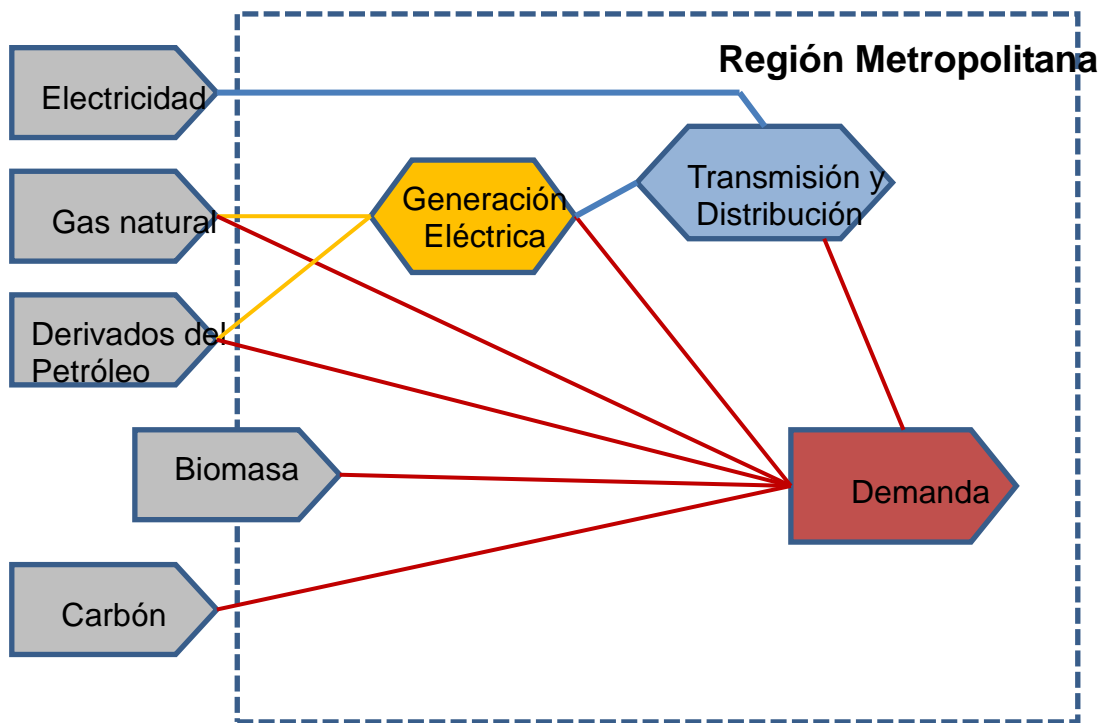 Región Metropolitana
Electricidad
Gas natural
Generación
Eléctrica
Transmisión y
Distribución
Derivados del
Petróleo
Biomasa
Demanda
Carbón